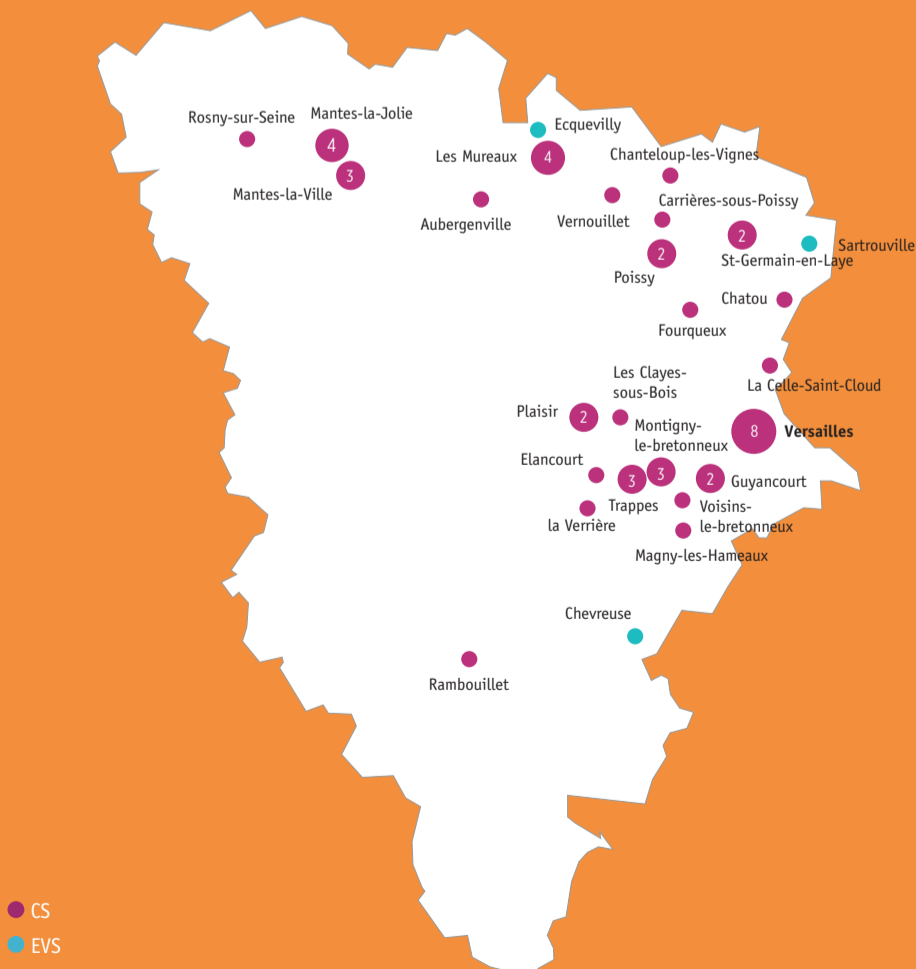 Rosny-sur-Seine
Mantes-la-Jolie
4
3
Mantes-la-Ville
Ecquevilly
Les Mureaux
4
Chanteloup-les-Vignes
Aubergenville
Vernouillet
Carrières-sous-Poissy
2
Poissy
2
St-Germain-en-Laye
Sartrouville
Chatou
Fourqueux
La Celle-Saint-Cloud
Les Clayes-
sous-Bois
Plaisir
2
Montigny-
le-bretonneux
8
Versailles
Elancourt
3
3
2
Guyancourt
Trappes
Voisins-
le-bretonneux
la Verrière
Magny-les-Hameaux
Chevreuse
Rambouillet
CS
EVS